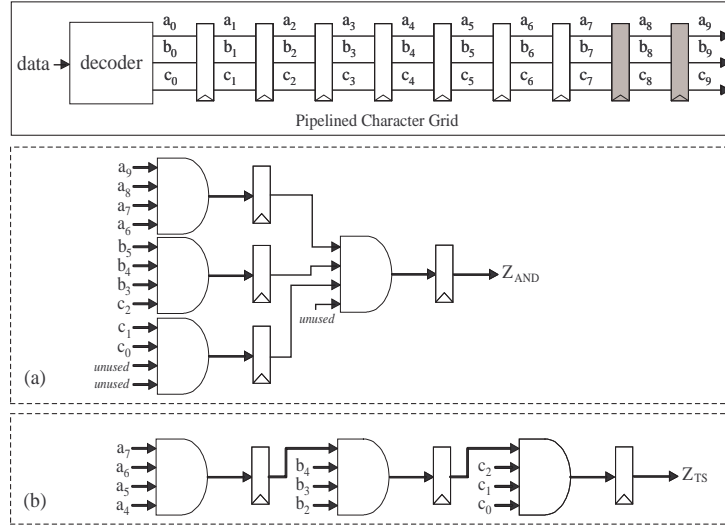 a0 a1 a2 a3 a4 a5 a6 a7 a8 a9
b0 b1 b2 b3 b4 b5 b6 b7 b8 b9
data decoder
c0 c1 c2 c3 c4 c5 c6 c7 c8 c9
Pipelined Character Grid
a9
a8
a7
a6
b5
b4
b3
c2
c1
c0
unused
unused
unused
ZAND
(a)
a7
a6
a5
a4
b4
b3
b2
c2
c1
c0
ZTS
(b)